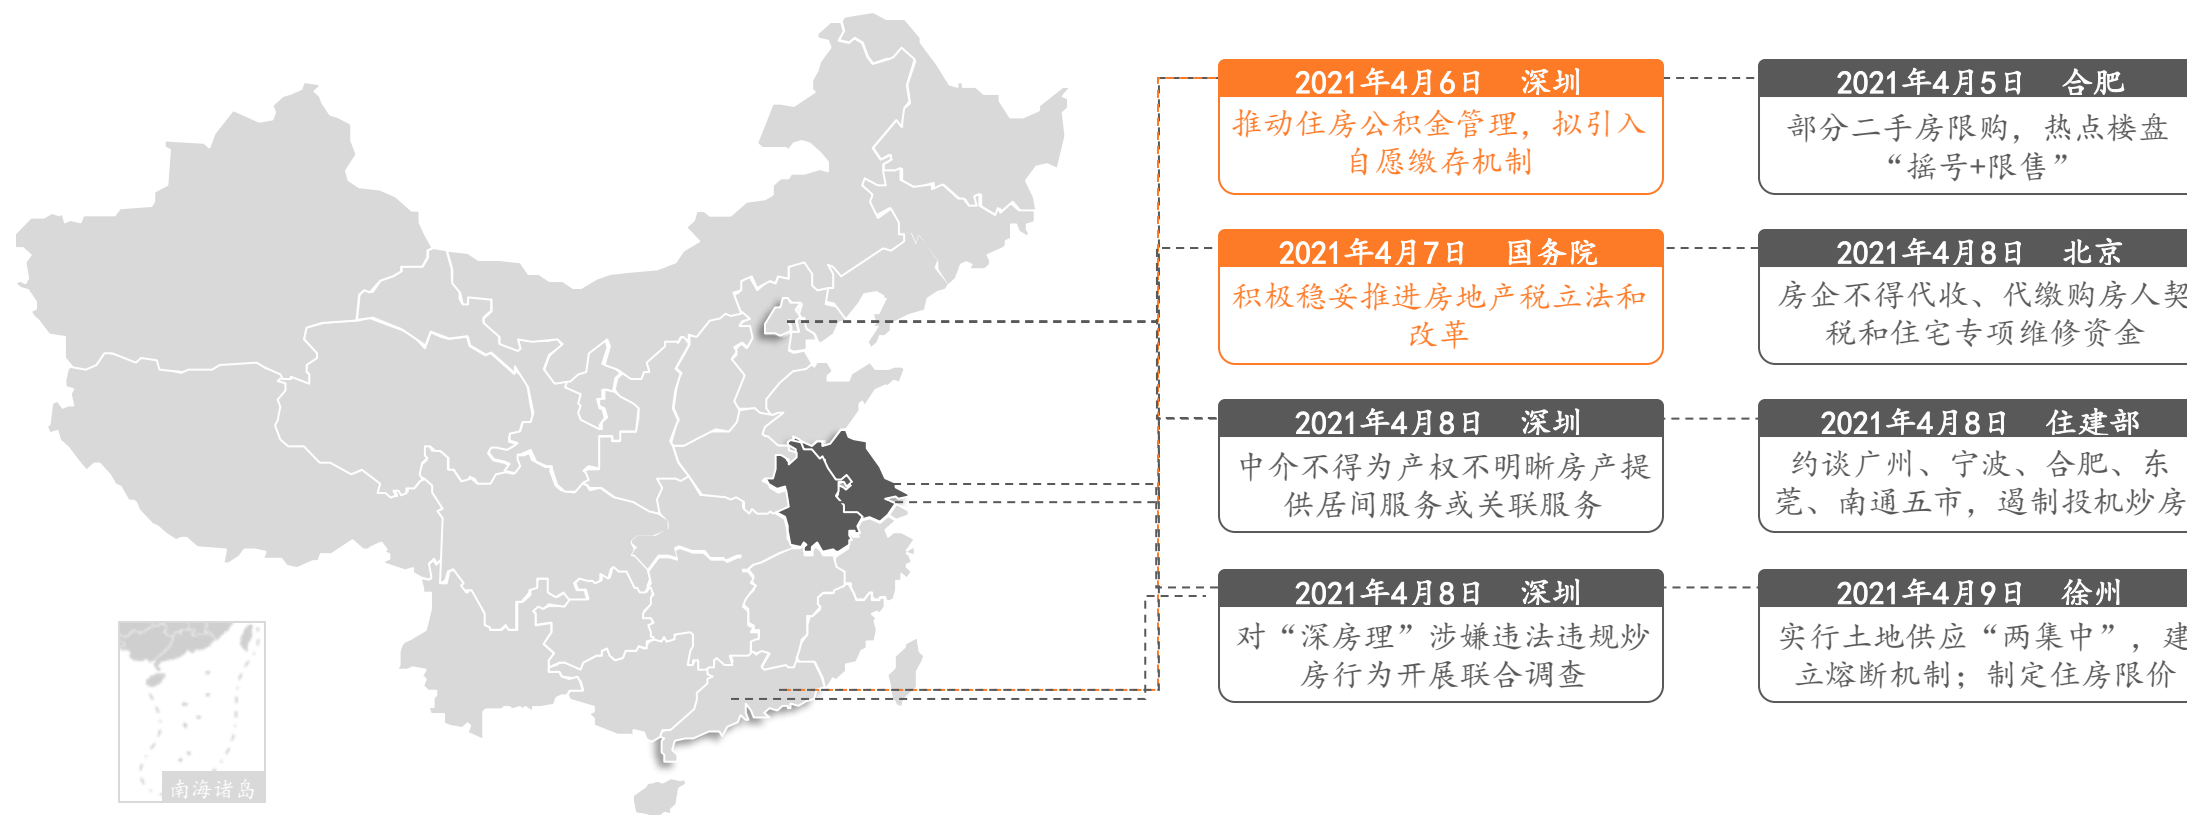 2021年4月6日 深圳
推动住房公积金管理，拟引入
自愿缴存机制
2021年4月5日 合肥
部分二手房限购，热点楼盘
“摇号+限售”
2021年4月7日 国务院
积极稳妥推进房地产税立法和
改革
2021年4月8日 北京
房企不得代收、代缴购房人契
税和住宅专项维修资金
2021年4月8日 深圳
中介不得为产权不明晰房产提
供居间服务或关联服务
2021年4月8日 住建部
约谈广州、宁波、合肥、东
莞、南通五市，遏制投机炒房
2021年4月8日 深圳
对“深房理”涉嫌违法违规炒
房行为开展联合调查
2021年4月9日 徐州
实行土地供应“两集中”，建
立熔断机制；制定住房限价
南海诸岛